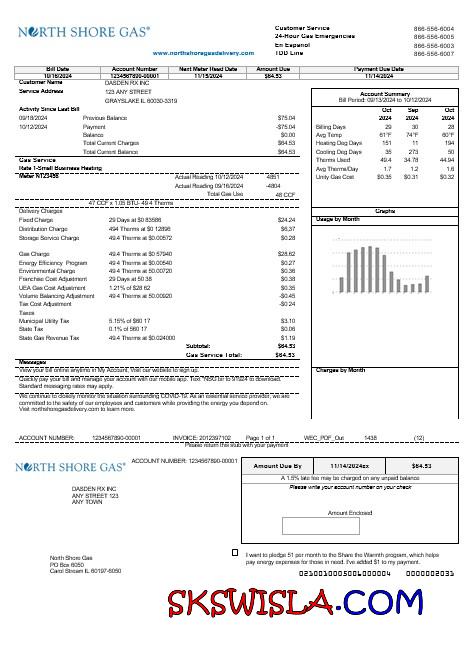 NORTH SHORE GAS®
Customer Service 866-556-6004
24-Hour Gas Emergencies 866-556-6005
En Español 866-556-6003
www.northshoregasdelivery.com TDD Line 866-556-6007
Bill Date Account Number Next Meter Read Date Amount Due Payment Due Date
10/16/2024 1234567890-00001 11/15/2024 $64.53 11/14/2024
Customer Name DASDEN RX INC
Service Address 123 ANY STREET
GRAYSLAKE IL 60030-3319
Activity Since Last Bill
09/18/2024 Previous Balance $75.04
10/12/2024 Payment -$75.04
Balance $0.00
Total Current Charges $64.53
Total Current Balance $64.53
Gas Service
Rate 1-Small Business Heating
Meter N123456 Actual Reading 10/12/2024 4851
Actual Reading 09/16/2024 -4804
Total Gas Use 48 CCF
47 CCF x 1.05 BTU- 49.4 Therms
Delivery Charges
Fixed Charge 29 Days At $0 83586 $24.24
Distribution Charge 494 Therms At $0 12896 $6,37
Storage Service Charge 49.4 Therms At $0.00572 $0.28
Gas Charge 49.4 Therms At $0.57940 $28.62
Energy Efficiency Program 49.4 Therms At $0.00540 $0.27
Environmental Charge 49.4 Therms At $0.00720 $0.36
Franchise Cost Adjustment 29 Days At $0.38 $0.38
UEA Gas Cost Adjustment 1.21% of $28 62 $0.35
Volume Balancing Adjustment 49.4 Therms At $0.00920 -$0.45
Tax Cost Adjustment -$0.24
Taxes
Municipal Utility Tax 5.15% of $60 17 $3.10
State Tax 0.1% of $60 17 $0.06
State Gas Revenue Tax 49.4 Therms At $0.024000 $1.19
Subtotal: $64.53
Gas Service Total: $64.53
Messages
View your bill online anytime in My Account. Visit our website to sign up.
Quickly pay your bill and manage your account with our mobile app. Text "NSG" to 91924 to download.
Standard messaging rates may apply.
We continue to closely monitor the situation surrounding COVID-19. As an essential service provider, we are
committed to the safety of our employees and customers while providing the energy you depend on.
Visit northshoregasdelivery.com to learn more.
Account Summary
Bill Period: 09/13/2024 to 10/12/2024
Oct Sep Oct
2024 2024 2024
Billing Days 29 30 28
Avg Temp 61°F 74°F 60°F
Heating Deg Days 151 11 194
Cooling Deg Days 35 273 50
Therms Used 49.4 34.78 44.94
Avg Therms/Day 1.7 1.2 1.6
Unity Gas Cost $0.35 $0.31 $0.32
Graphs
Usage by Month
Charges by Month
ACCOUNT NUMBER: 1234567890-00001 INVOICE: 2012397102 Page 1 of 1 WEC_PDF_Out 1438 (12)
Please return the stub with your payment
NORTH SHORE GAS® ACCOUNT NUMBER: 1234567890-00001
Amount Due By 11/14/2024ex $64.53
A 1.5% late fee may be charged on any unpaid balance
Please write your account number on your check
DASDEN RX INC
ANY STREET 123
ANY TOWN
Amount Enclosed
North Shore Gas
PO Box 6050
Carol Stream IL 60197-6050
I want to pledge $1 per month to the Share the Warmth program, which helps
pay energy expenses for those in need. I've added $1 to my payment.
SKSWISLA.COM